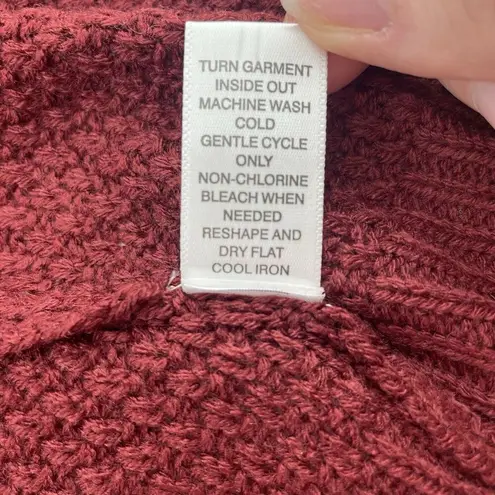 TURN GARMENT
INSIDE OUT
MACHINE WASH
COLD
GENTLE CYCLE
ONLY
NON-CHLORINE
BLEACH WHEN
NEEDED
RESHAPE AND
DRY FLAT
COOL IRON